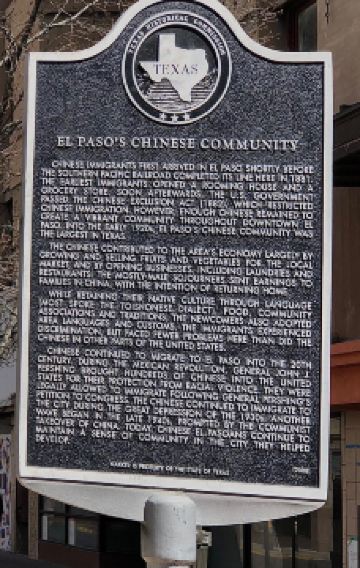 TEXAS HISTORICAL COMMISSION
TEXAS
EL PASO'S CHINESE COMMUNITY
CHINESE IMMIGRANTS FIRST ARRIVED IN EL PASO SHORTLY BEFORE
THE SOUTHERN PACIFIC RAILROAD COMPLETED ITS LINE HERE IN 1881.
THE EARLIEST IMMIGRANTS OPENED A ROOMING HOUSE AND A
GROCERY STORE. SOON AFTERWARDS, THE U.S. GOVERNMENT
PASSED THE CHINESE EXCLUSION ACT (1882), WHICH RESTRICTED
CHINESE IMMIGRATION. HOWEVER, ENOUGH CHINESE REMAINED TO
CREATE A VIBRANT COMMUNITY THROUGHOUT DOWNTOWN EL
PASO. INTO THE EARLY 1920s, EL PASO'S CHINESE COMMUNITY WAS
THE LARGEST IN TEXAS.
THE CHINESE CONTRIBUTED TO THE AREA'S ECONOMY LARGELY BY
GROWING AND SELLING FRUITS AND VEGETABLES FOR THE LOCAL
MARKET, AND BY OPENING BUSINESSES, INCLUDING LAUNDRIES AND
RESTAURANTS. THE MOSTLY-MALE SOJOURNERS SENT EARNINGS TO
FAMILIES IN CHINA, WITH THE INTENTION OF RETURNING HOME.
WHILE RETAINING THEIR NATIVE CULTURE THROUGH LANGUAGE
MOST SPOKE THE DIALECT), FOOD, COMMUNITY
ASSOCIATIONS AND TRADITIONS, THE NEWCOMERS ALSO ADOPTED
AREA LANGUAGES AND CUSTOMS. THE IMMIGRANTS EXPERIENCED
DISCRIMINATION, BUT FACED FEWER PROBLEMS HERE THAN DID THE
CHINESE IN OTHER PARTS OF THE UNITED STATES.
CHINESE CONTINUED TO MIGRATE TO EL PASO INTO THE 20TH
CENTURY. DURING THE MEXICAN REVOLUTION, GENERAL JOHN J.
PERSHING BROUGHT HUNDREDS OF CHINESE INTO THE UNITED
STATES FOR THEIR PROTECTION FROM RACIAL VIOLENCE. THEY WERE
LEGALLY ALLOWED TO IMMIGRATE FOLLOWING GENERAL PERSHING'S
PETITION TO CONGRESS. THE CHINESE CONTINUED TO IMMIGRATE TO
THE CITY DURING THE GREAT DEPRESSION OF THE 1930s. ANOTHER
WAVE BEGAN IN THE LATE 1940s, PROMPTED BY THE COMMUNIST
TAKEOVER OF CHINA. TODAY, CHINESE EL PASOANS CONTINUE TO
MAINTAIN A SENSE OF COMMUNITY IN THE CITY THEY HELPED
DEVELOP.
MARKER IS PROPERTY OF THE STATE OF TEXAS